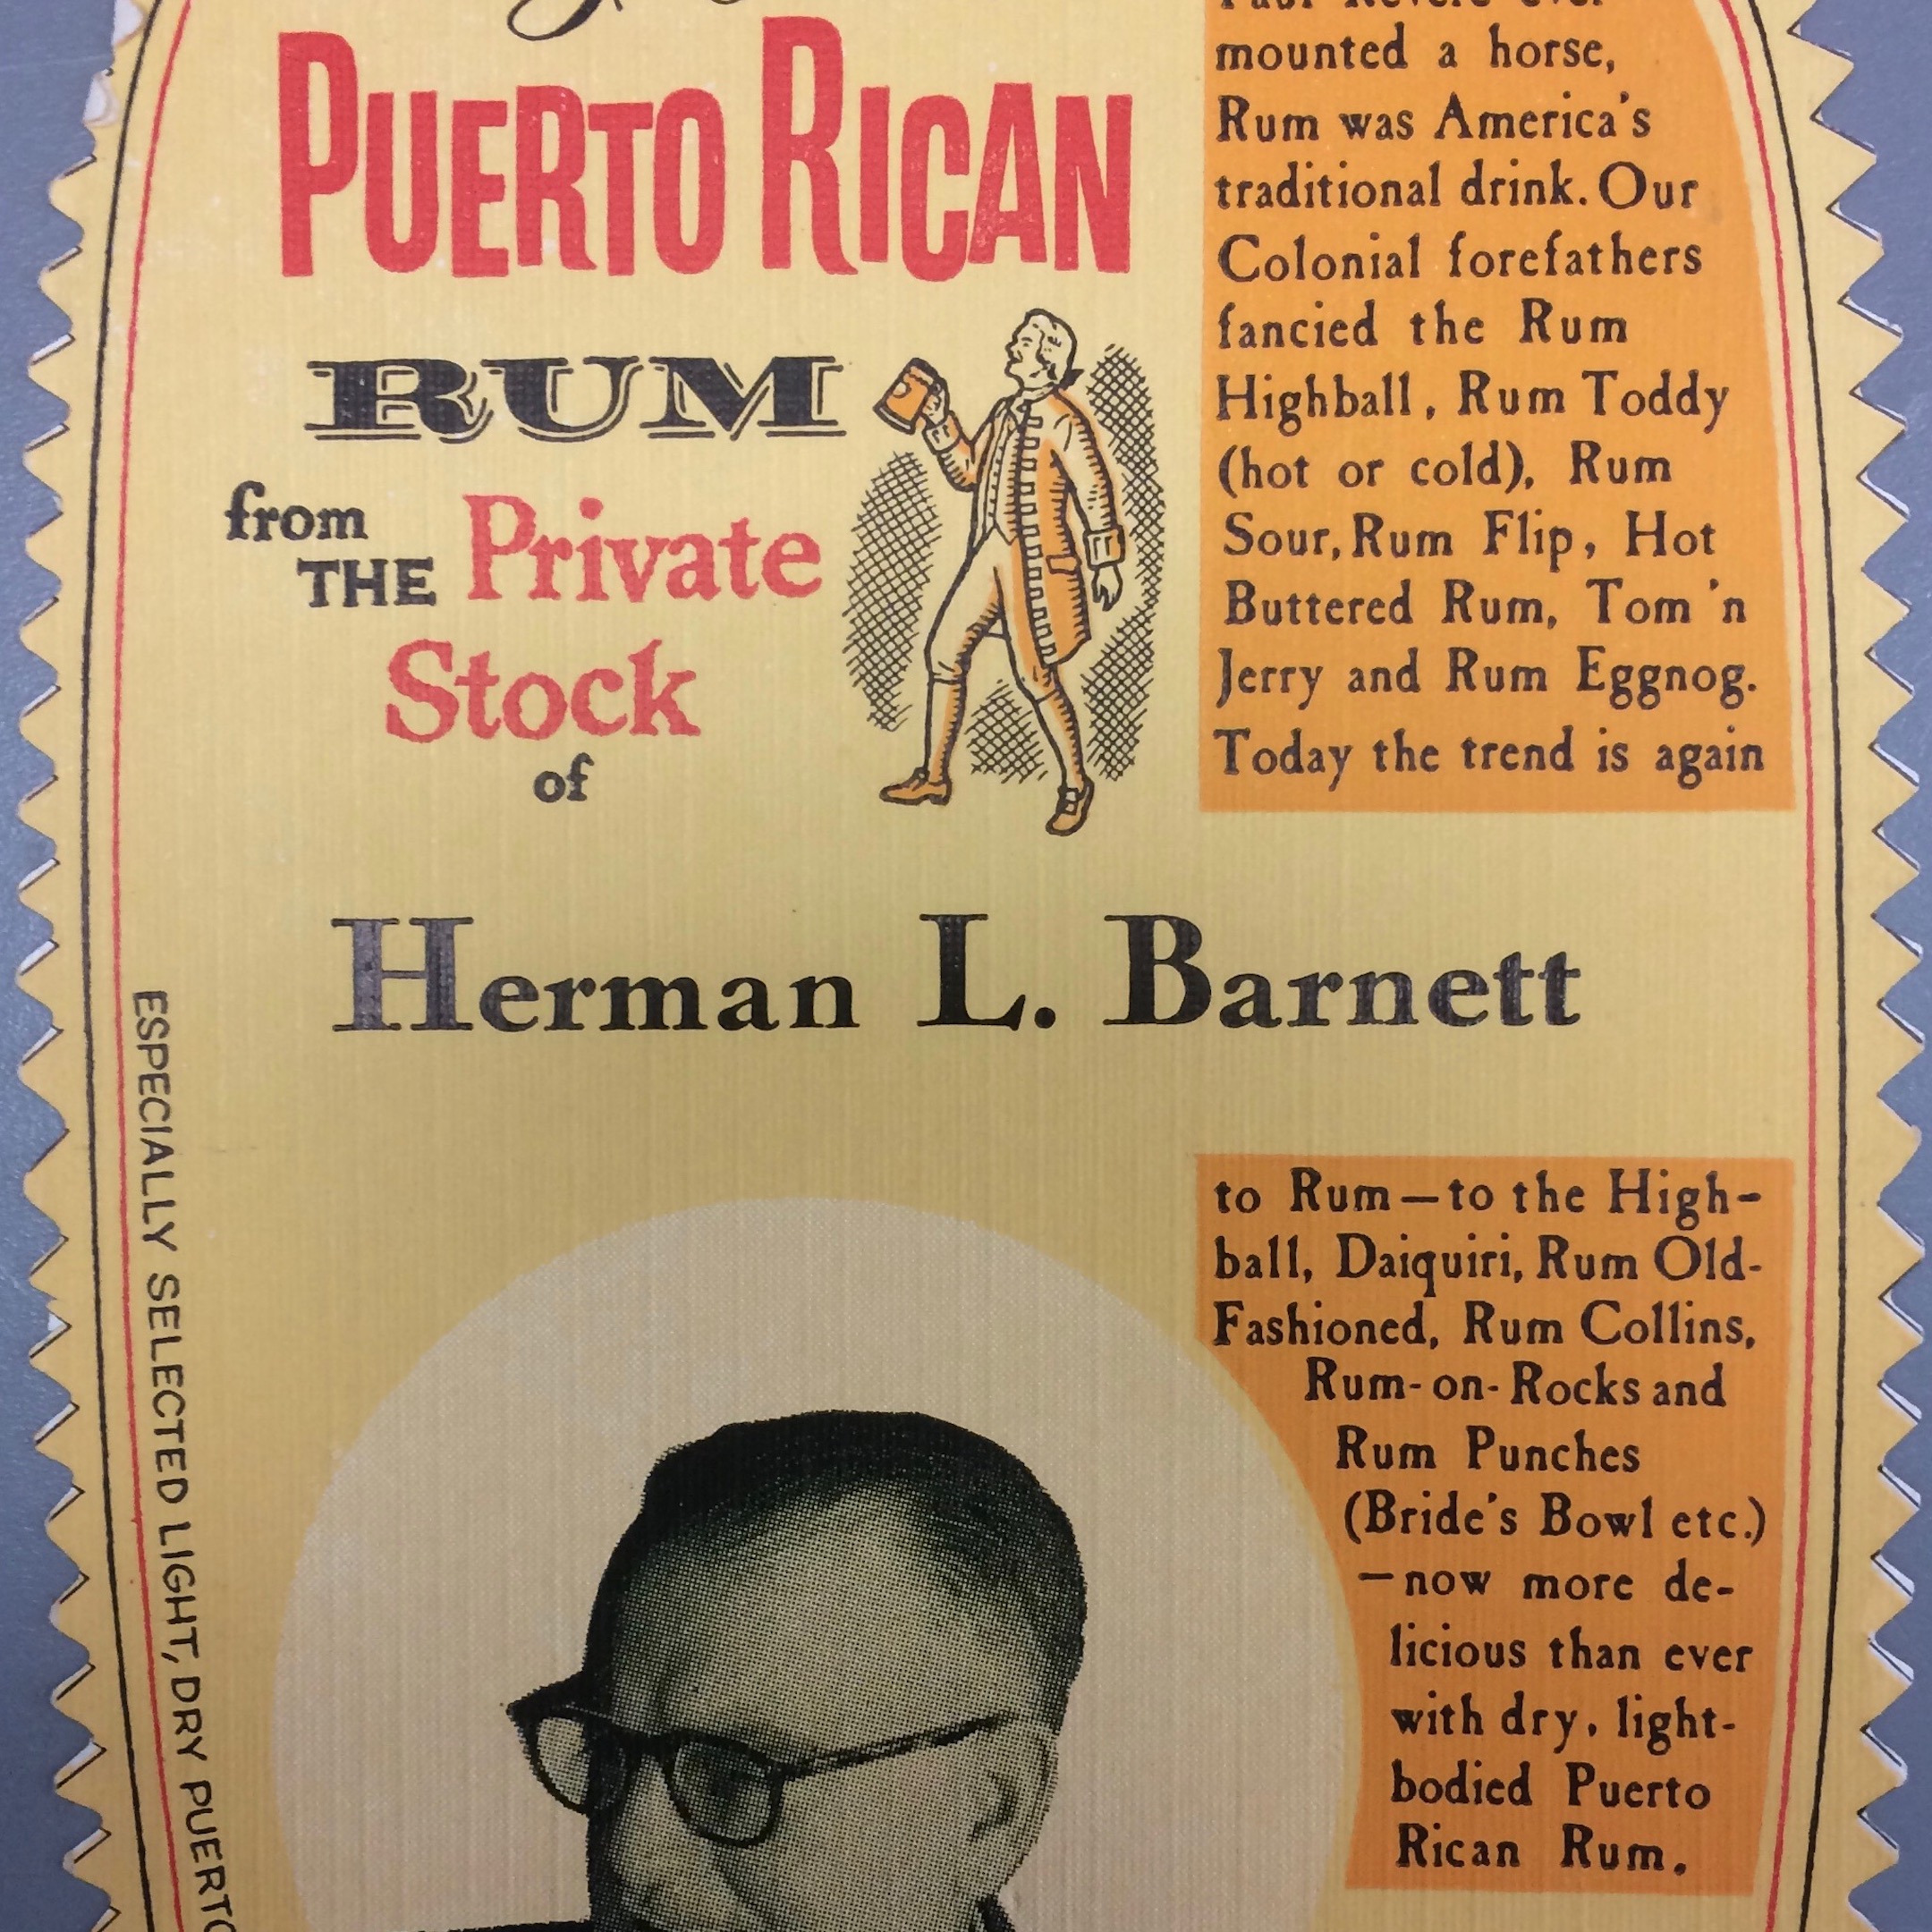 PUERTO RICAN
RUM
from
THE Private
Stock
of
mounted a horse,
Rum was America's
traditional drink. Our
Colonial forefathers
fancied the Rum
Highball, Rum Toddy
(hot or cold), Rum
Sour, Rum Flip, Hot
Buttered Rum, Tom 'n
Jerry and Rum Eggnog.
Today the trend is again
Herman L. Barnett
to Rum—to the High-
ball, Daiquiri, Rum Old-
Fashioned, Rum Collins,
Rum-on-Rocks and
Rum Punches
(Bride's Bowl etc.)
—now more de-
licious than ever
with dry, light-
bodied Puerto
Rican Rum.
ESPECIALLY SELECTED LIGHT, DRY PUERTO